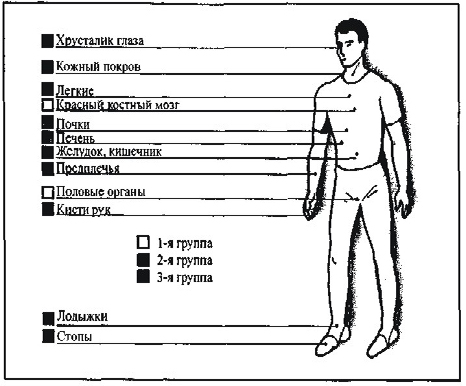 Хрусталик глаза
Кожный покров
Легкие
Красный костный мозг
Почки
Печень
Желудок, кишечник
Предплечья
Половые органы
Кисти рук
1-я группа
2-я группа
3-я группа
Лодыжки
Стопы